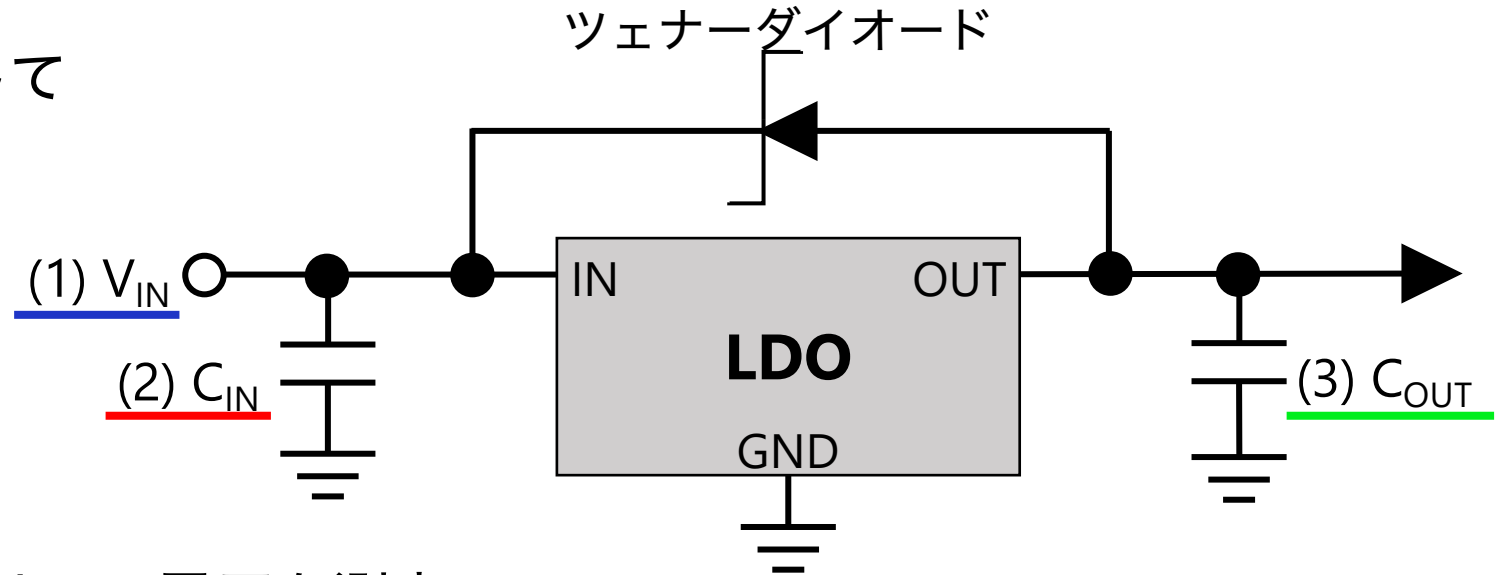 ツェナーダイオード
て
(1) VIN
IN
OUT
LDO
(2) CIN
(3) COUT
GND